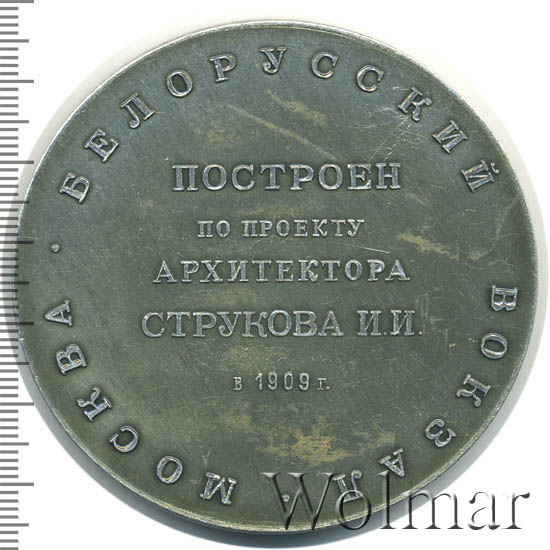 МОСКВА · БЕЛОРУССКИЙ ВОКЗАЛ ·
ПОСТРОЕН
ПО ПРОЕКТУ
АРХИТЕКТОРА
СТРУКОВА И.И.
в 1909 г.
Wolmar